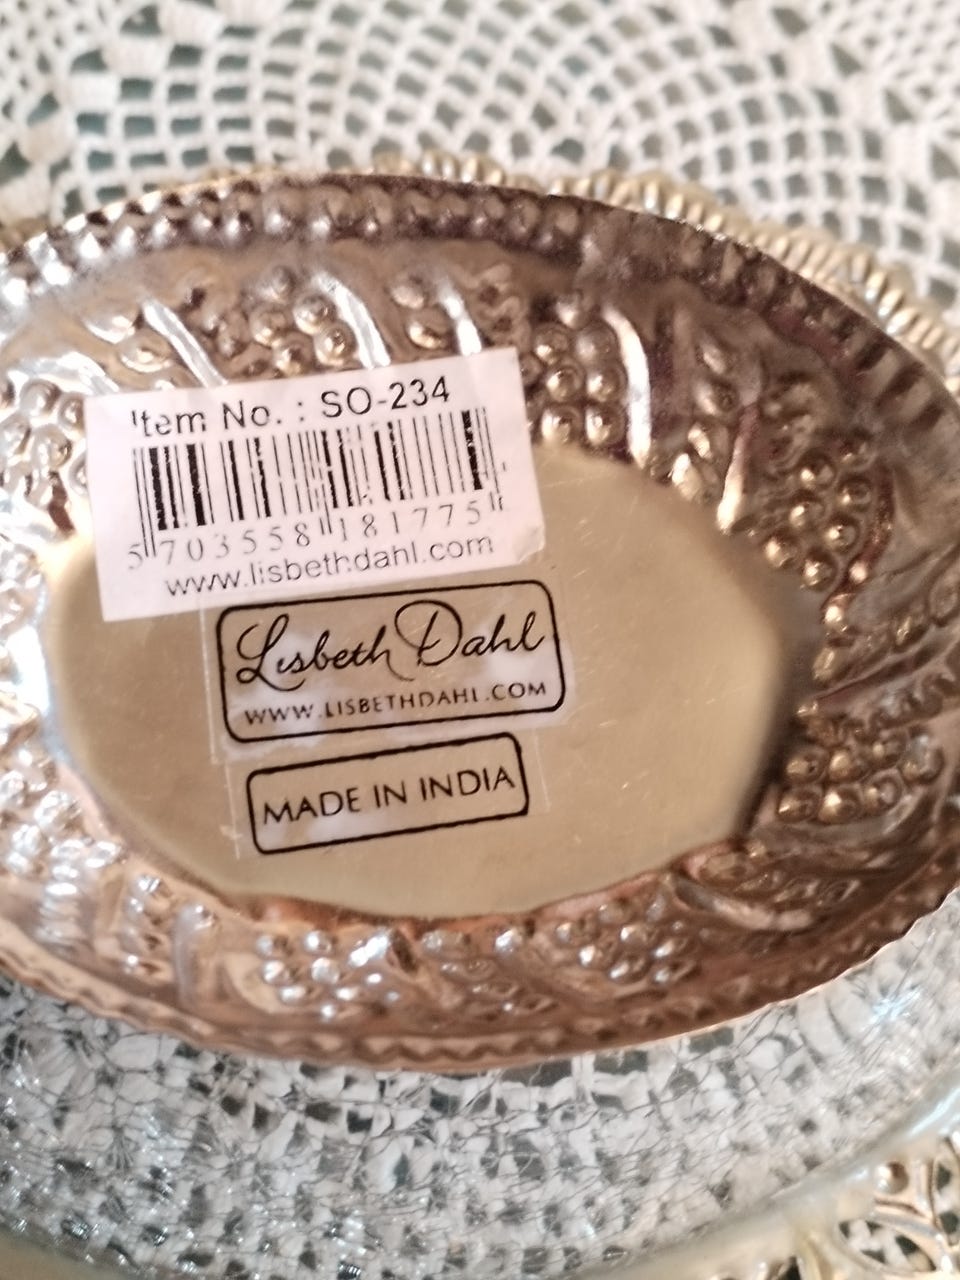 Item No. : SO-234
5 703558 181775
www.lisbethdahl.com
Lisbeth Dahl
WWW.LISBETHDAHL.COM
MADE IN INDIA